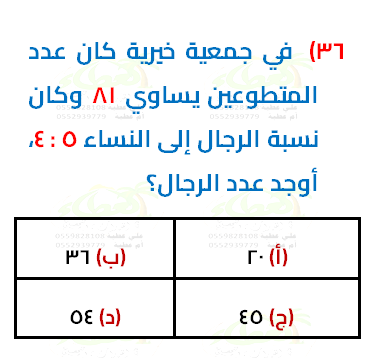 ٣٦) في جمعية خيرية كان عدد
المتطوعين يساوي ٨١ وكان
نسبة الرجال إلى النساء ٥ : ٤،
أوجد عدد الرجال؟
(أ) ٢٠ (ب) ٣٦
(ج) ٤٥ (د) ٥٤